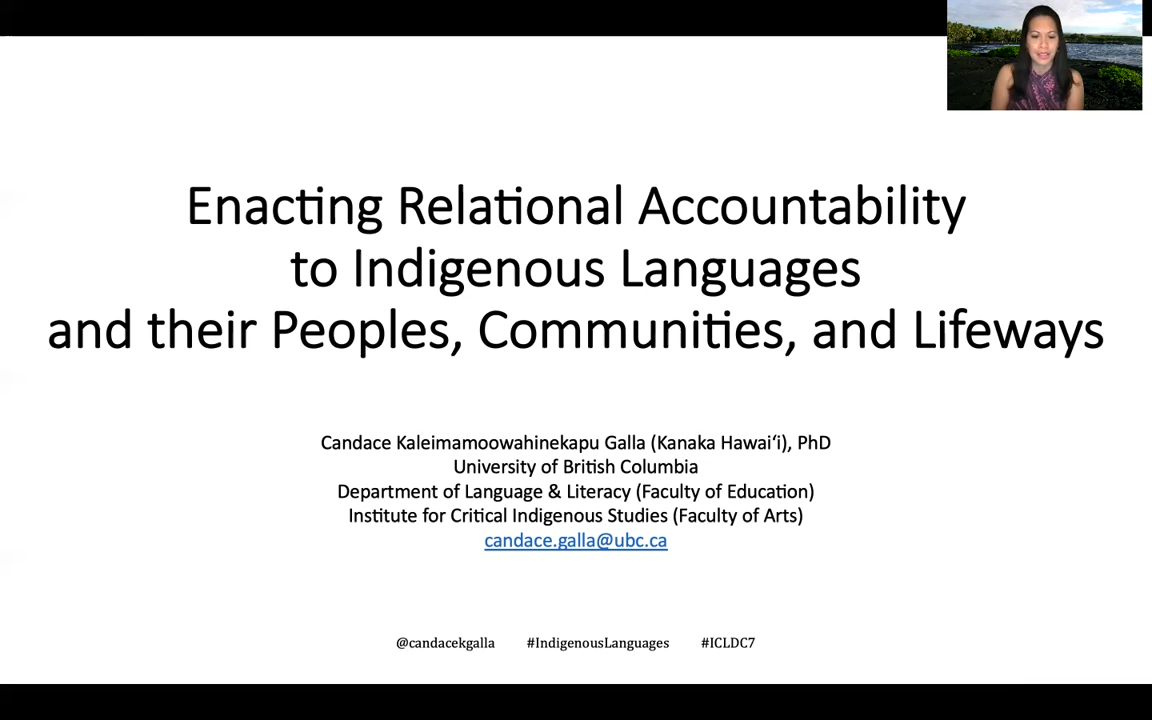 Enacting Relational Accountability
to Indigenous Languages
and their Peoples, Communities, and Lifeways
Candace Kaleimamoowahinekapu Galla (Kanaka Hawaiʻi), PhD
University of British Columbia
Department of Language & Literacy (Faculty of Education)
Institute for Critical Indigenous Studies (Faculty of Arts)
candace.galla@ubc.ca
@candacekgalla #IndigenousLanguages #ICLDC7